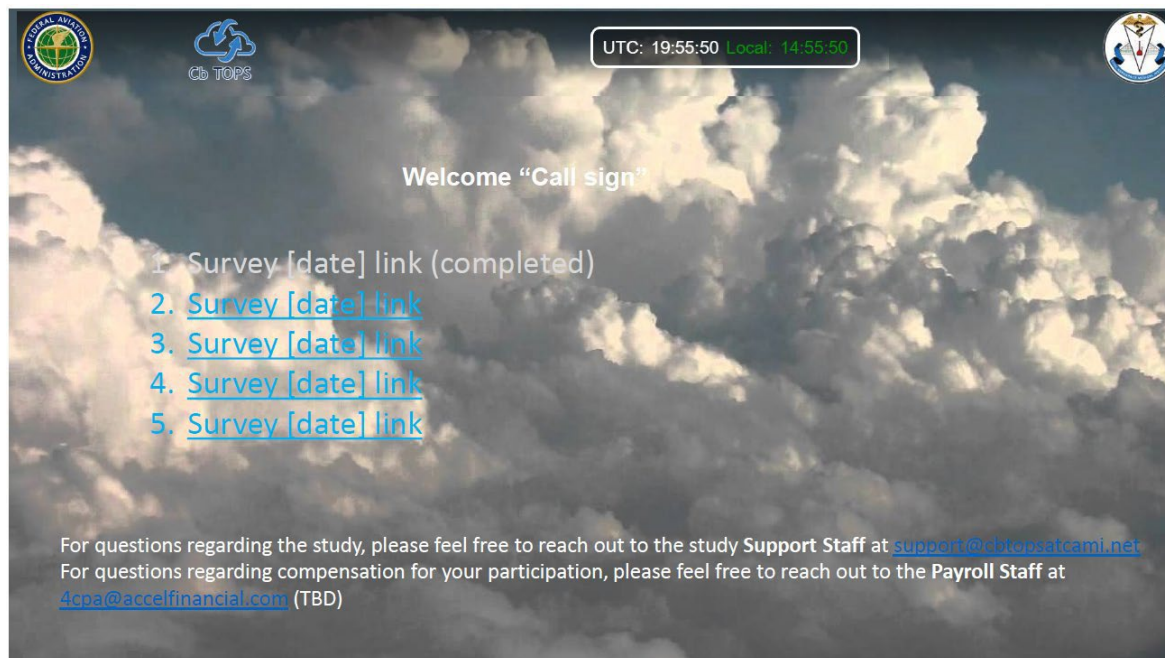 FEDERAL AVIATION
ADMINISTRATION
Cb TOPS
UTC: 19:55:50 Local: 14:55:50
Welcome “Call sign”
1. Survey [date] link (completed)
2. Survey [date] link
3. Survey [date] link
4. Survey [date] link
5. Survey [date] link
For questions regarding the study, please feel free to reach out to the study Support Staff at support@cbtopsatcami.net
For questions regarding compensation for your participation, please feel free to reach out to the Payroll Staff at
4cpa@accelfinancial.com (TBD)